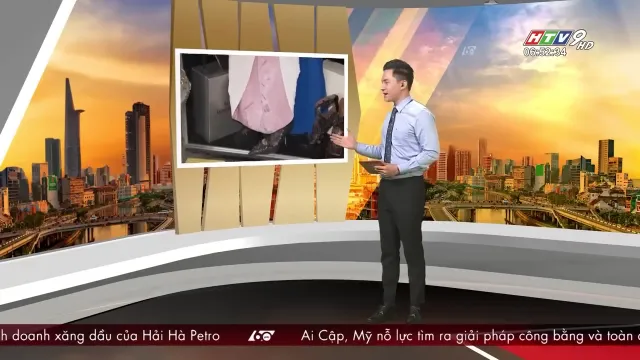 HTV9 HD
06:52:34
h doanh xăng dầu của Hải Hà Petro 60 Ai Cập, Mỹ nỗ lực tìm ra giải pháp công bằng và toàn